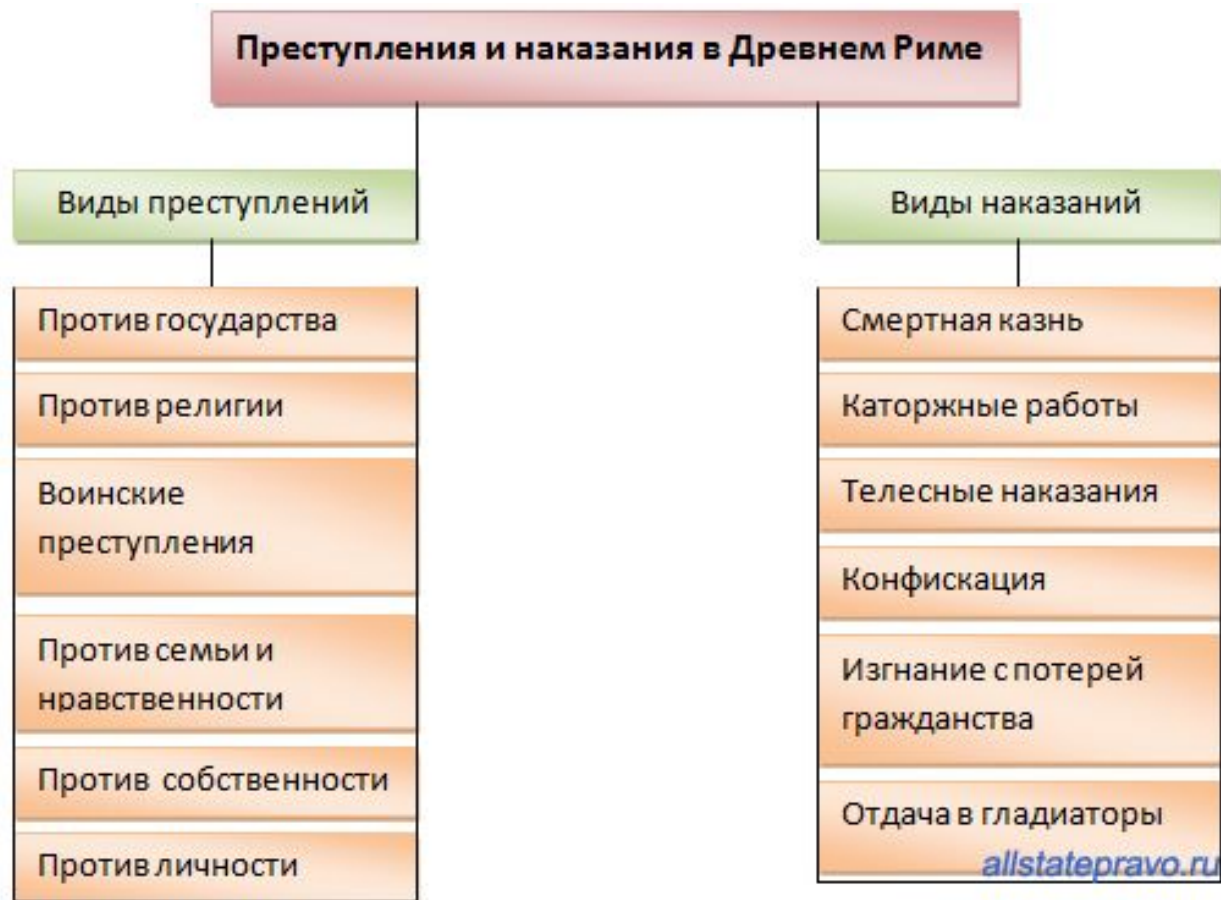 Преступления и наказания в Древнем Риме
Виды преступлений
Против государства
Против религии
Воинские
преступления
Против семьи и
нравственности
Против собственности
Против личности
Виды наказаний
Смертная казнь
Каторжные работы
Телесные наказания
Конфискация
Изгнание с потерей
гражданства
Отдача в гладиаторы
allstatepravo.ru